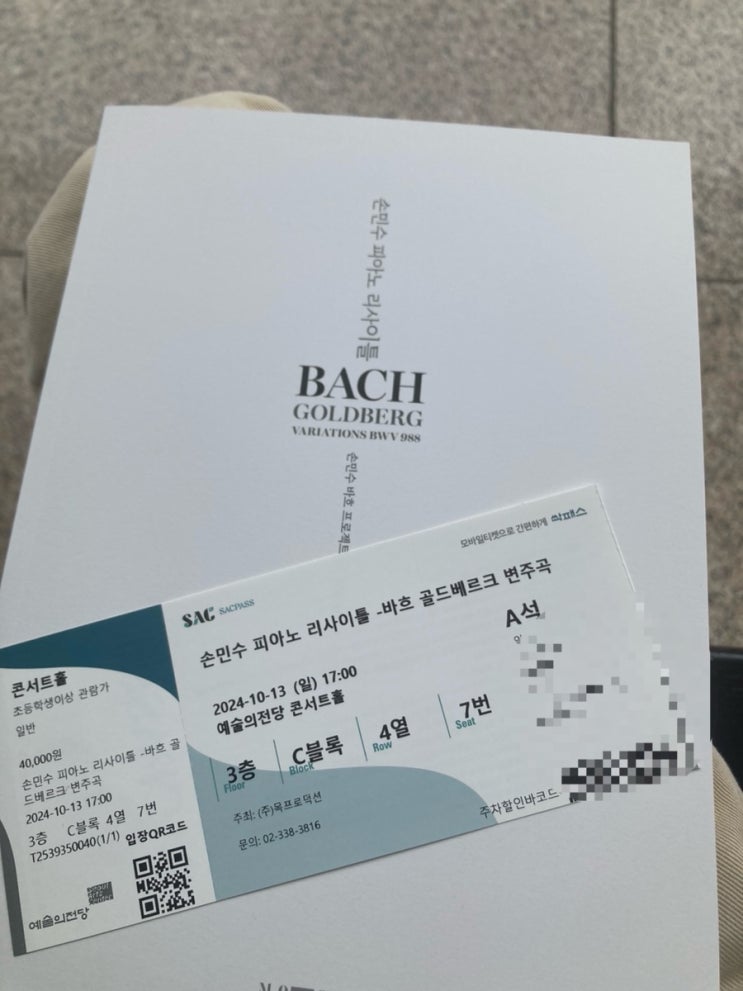 손민수 피아노 리사이틀
BACH
GOLDBERG
VARIATIONS BWV 988
손민수 바흐 프로젝트
모바일티켓으로 간편하게 싹패스
SAC SACPASS
손민수 피아노 리사이틀 -바흐 골드베르크 변주곡
A석
2024-10-13 (일) 17:00
예술의전당 콘서트홀
3층 C블록 4열 7번
Floor Block Row Seat
주최: (주)목프로덕션
문의: 02-338-3816
주차할인바코드
콘서트홀
초등학생이상 관람가
일반
40,000원
손민수 피아노 리사이틀 -바흐 골
드베르크 변주곡
2024-10-13 17:00
3층 C블록 4열 7번
T2539350040(1/1) 입장QR코드
예술의전당